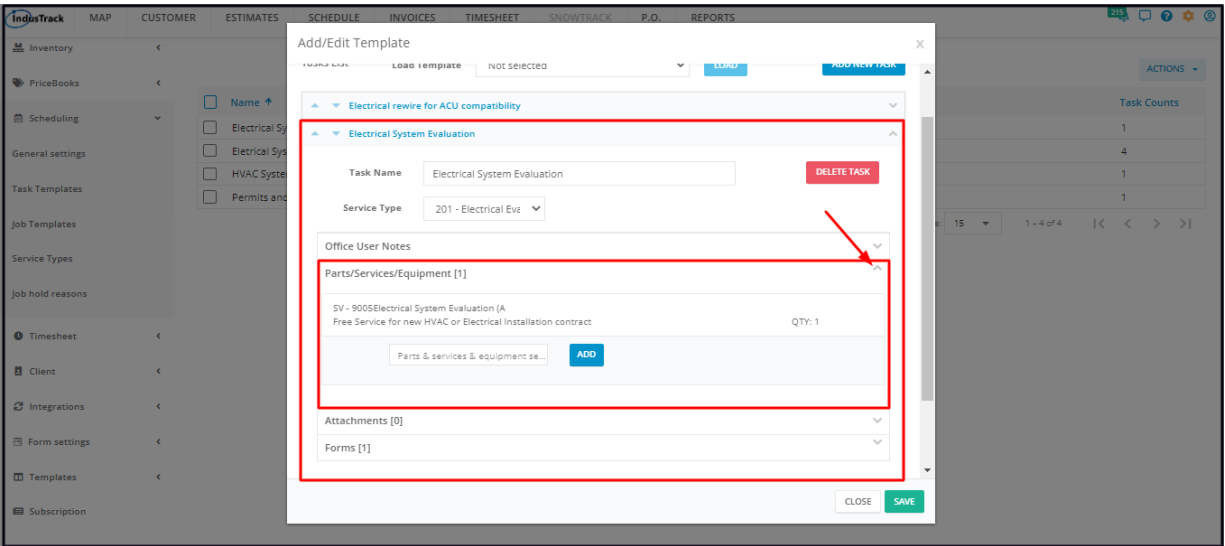 IndusTrack MAP CUSTOMER ESTIMATES SCHEDULE INVOICES TIMESHEET SNOWTRACK P.O. REPORTS 215
Inventory
PriceBooks
Scheduling
General settings
Task Templates
Job Templates
Service Types
Job hold reasons
Timesheet
Client
Integrations
Form settings
Templates
Subscription
ACTIONS
Name Task Counts
Electrical Sy 1
Eletrical Sys 4
HVAC Syste 1
Permits and 1
15 1 – 4 of 4
Add/Edit Template X
Tasks List Load Template Not selected LOAD ADD NEW TASK
Electrical rewire for ACU compatibility
Electrical System Evaluation
Task Name Electrical System Evaluation DELETE TASK
Service Type 201 - Electrical Eva
Office User Notes
Parts/Services/Equipment [1]
SV - 9005Electrical System Evaluation (A
Free Service for new HVAC or Electrical Installation contract QTY: 1
Parts & services & equipment se... ADD
Attachments [0]
Forms [1]
CLOSE SAVE